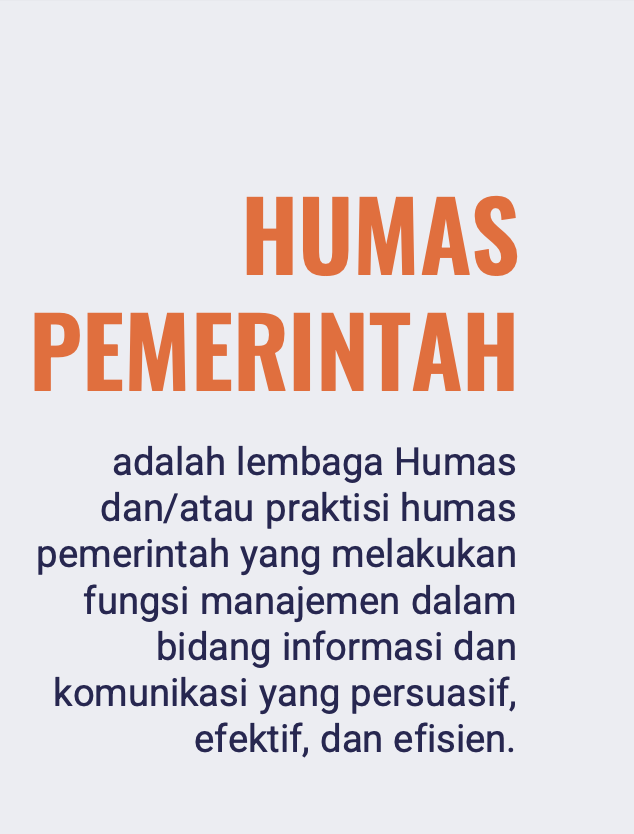 HUMAS
PEMERINTAH
adalah lembaga Humas
dan/atau praktisi humas
pemerintah yang melakukan
fungsi manajemen dalam
bidang informasi dan
komunikasi yang persuasif,
efektif, dan efisien.